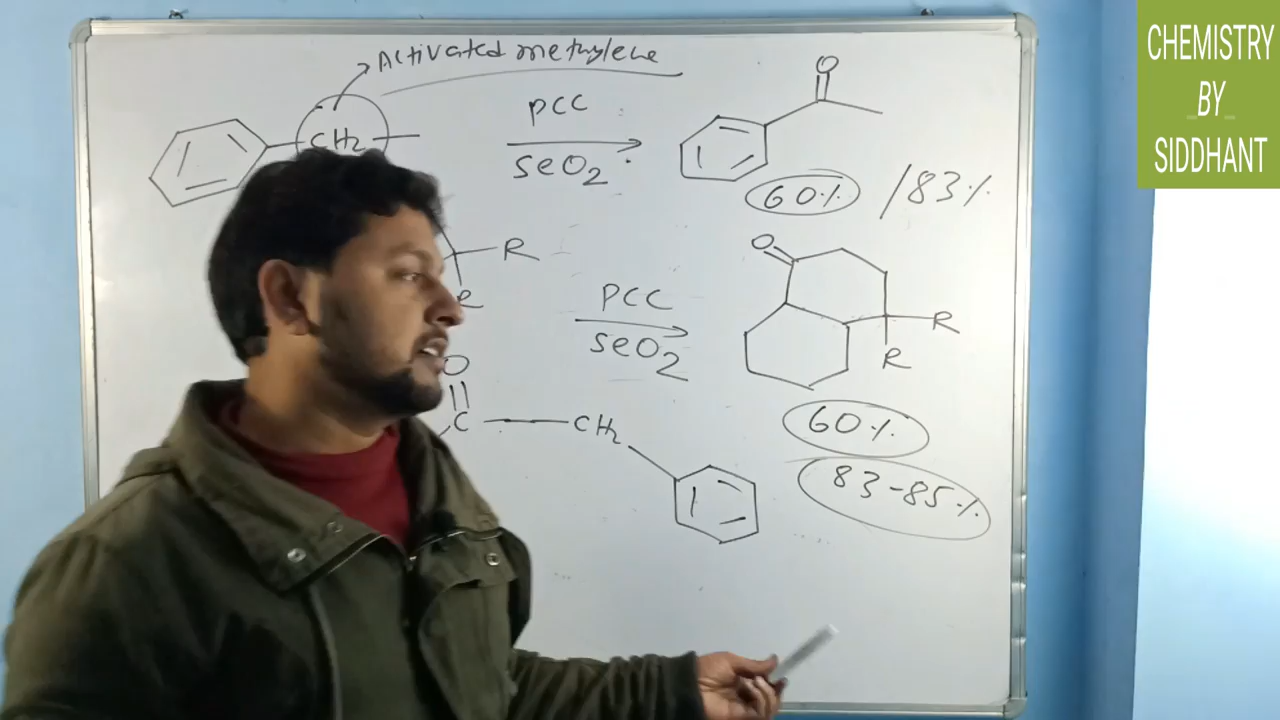 Activated methylene
CHEMISTRY
BY
SIDDHANT
O
PCC
CH2
SeO2
60%
/83%
O
R
R
PCC
SeO2
R
R
O
C
CH2
60%
83-85%